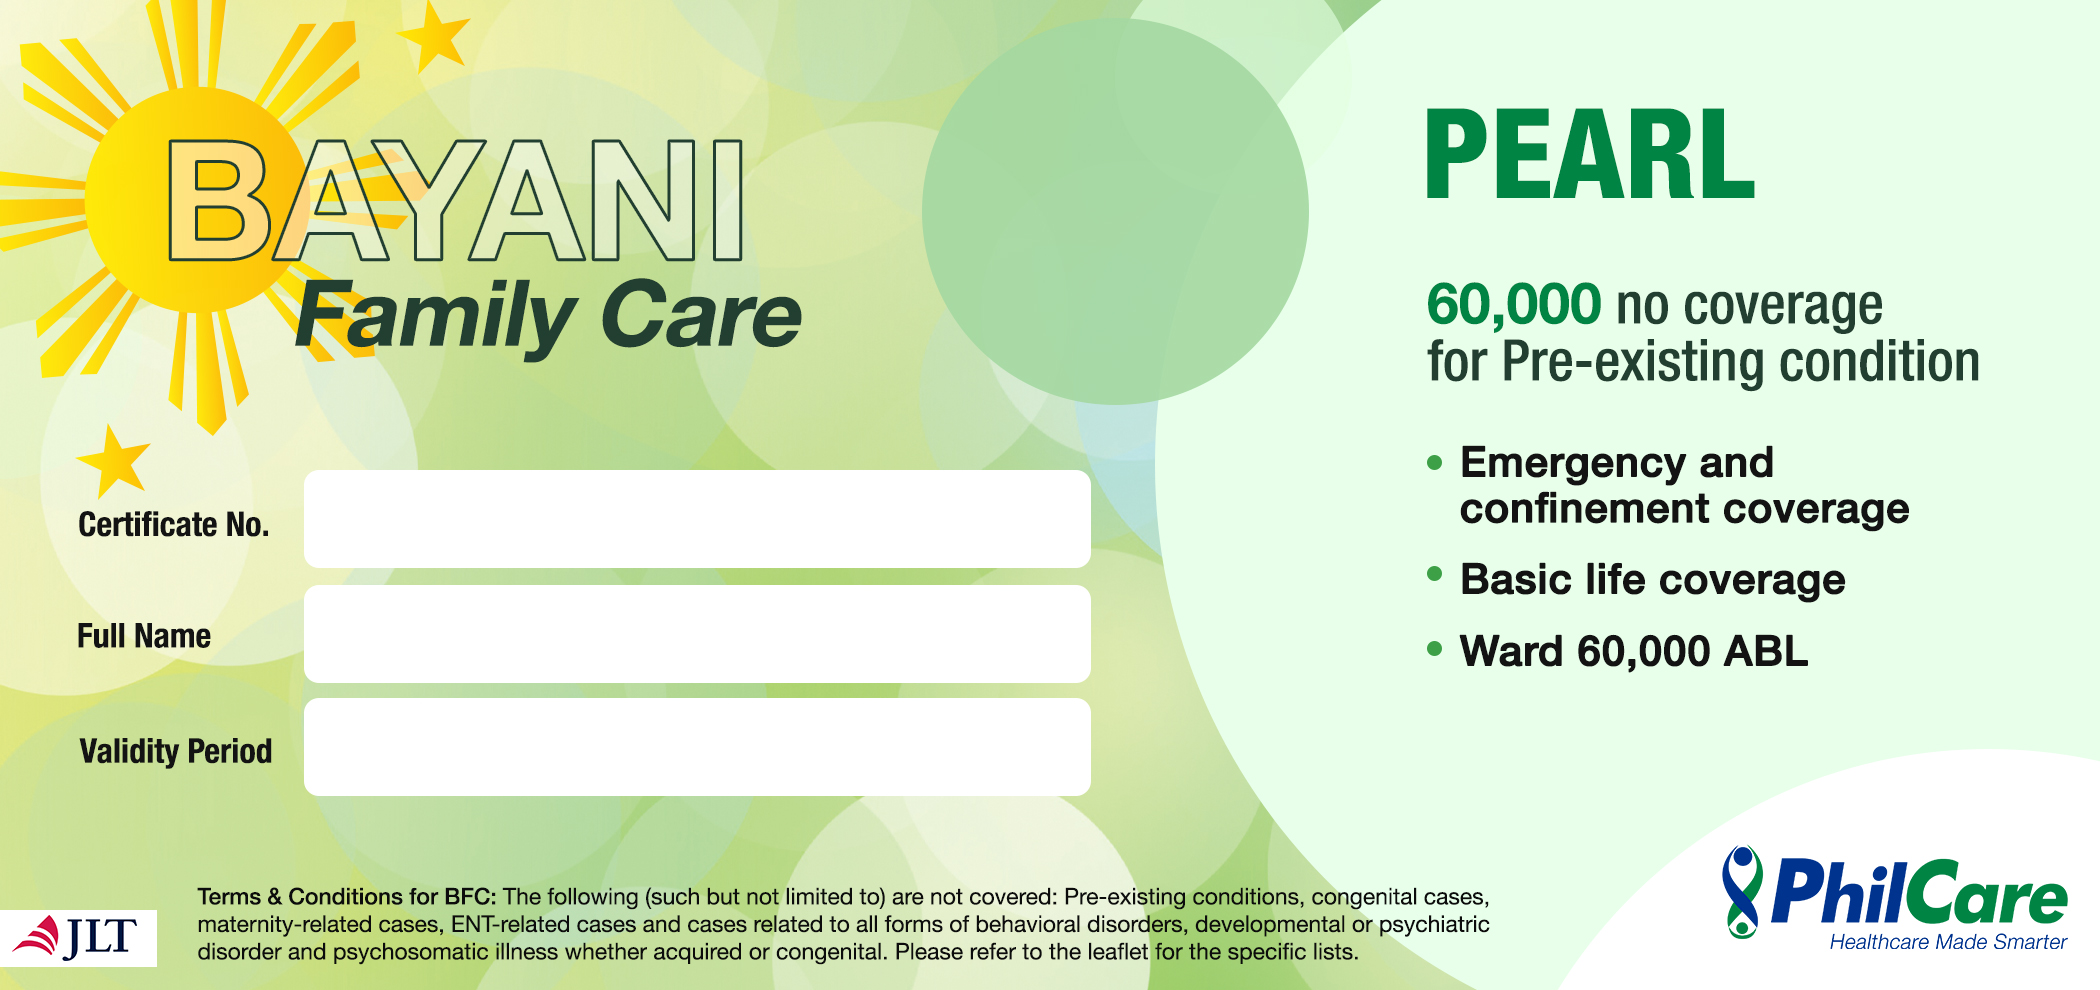 BAYANI
Family Care
Certificate No.
Full Name
Validity Period
PEARL
60,000 no coverage
for Pre-existing condition
• Emergency and
confinement coverage
• Basic life coverage
• Ward 60,000 ABL
JLT
Terms & Conditions for BFC: The following (such but not limited to) are not covered: Pre-existing conditions, congenital cases,
maternity-related cases, ENT-related cases and cases related to all forms of behavioral disorders, developmental or psychiatric
disorder and psychosomatic illness whether acquired or congenital. Please refer to the leaflet for the specific lists.
PhilCare
Healthcare Made Smarter